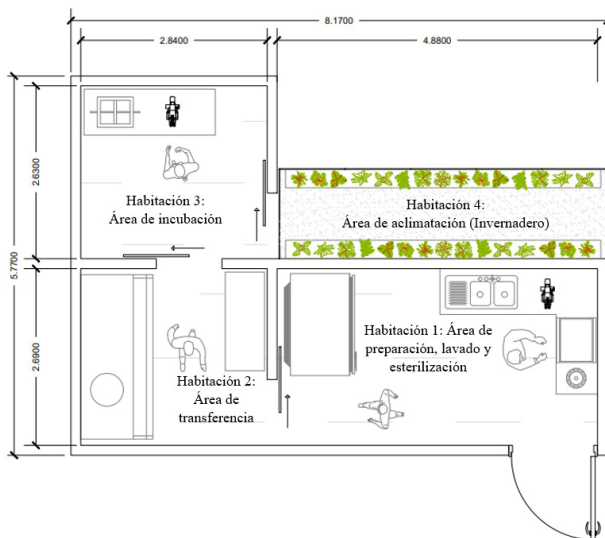 8.1700
2.8400
4.8800
5.7700
2.6300
2.6900
Habitación 3:
Área de incubación
Habitación 4:
Área de aclimatación (Invernadero)
Habitación 2:
Área de
transferencia
Habitación 1: Área de
preparación, lavado y
esterilización